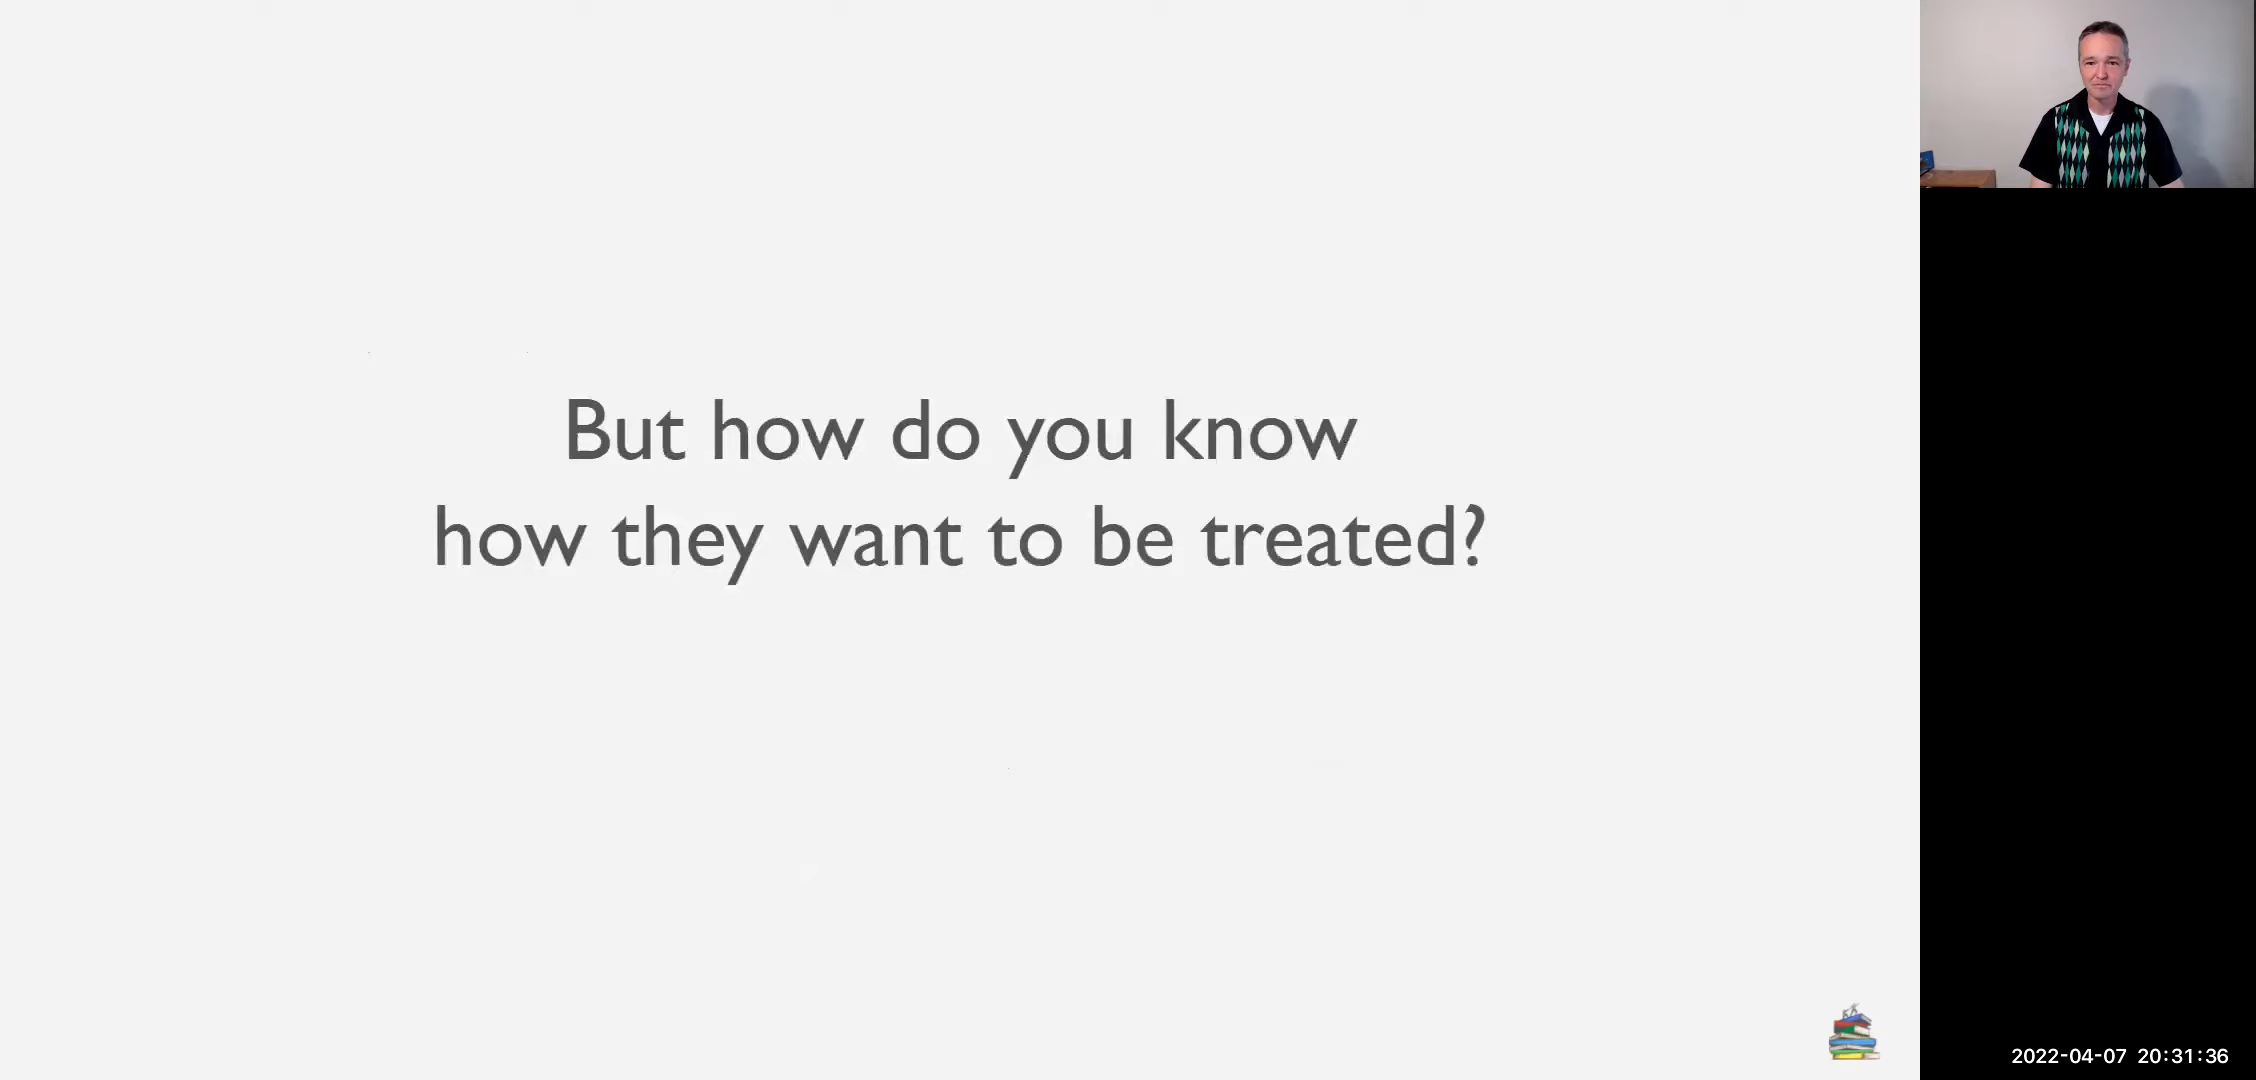 But how do you know
how they want to be treated?
2022-04-07 20:31:36